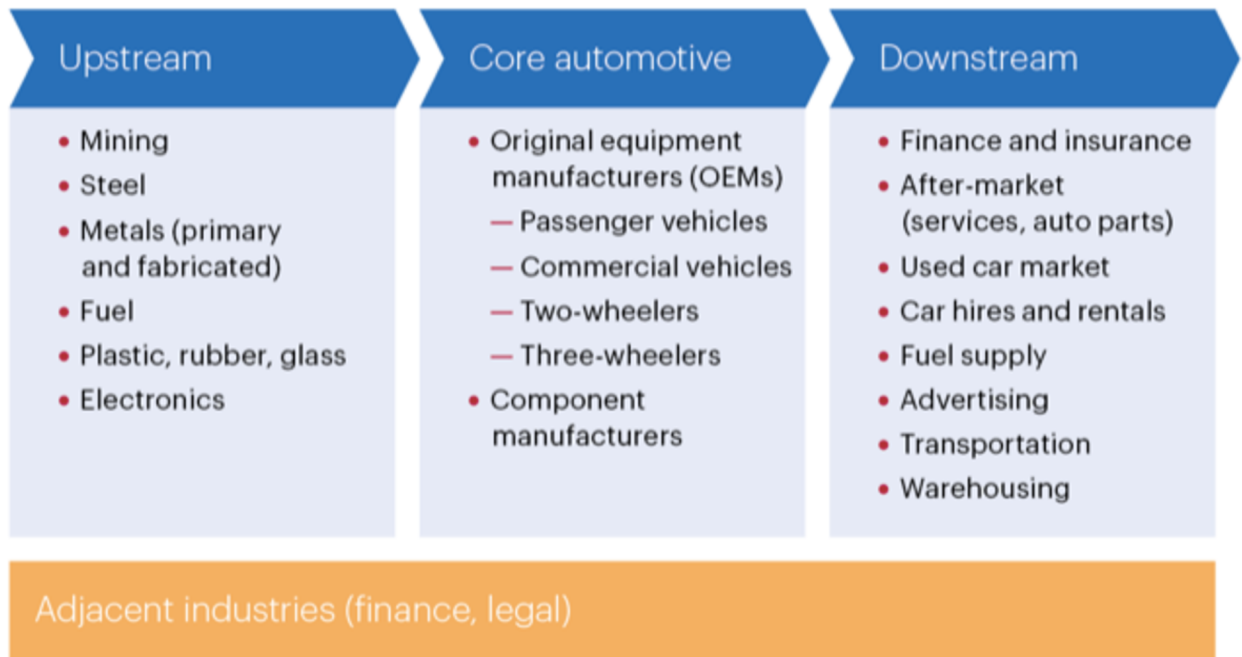 Upstream
• Mining
• Steel
• Metals (primary
and fabricated)
• Fuel
• Plastic, rubber, glass
• Electronics
Core automotive
• Original equipment
manufacturers (OEMs)
— Passenger vehicles
— Commercial vehicles
— Two-wheelers
— Three-wheelers
• Component
manufacturers
Downstream
• Finance and insurance
• After-market
(services, auto parts)
• Used car market
• Car hires and rentals
• Fuel supply
• Advertising
• Transportation
• Warehousing
Adjacent industries (finance, legal)